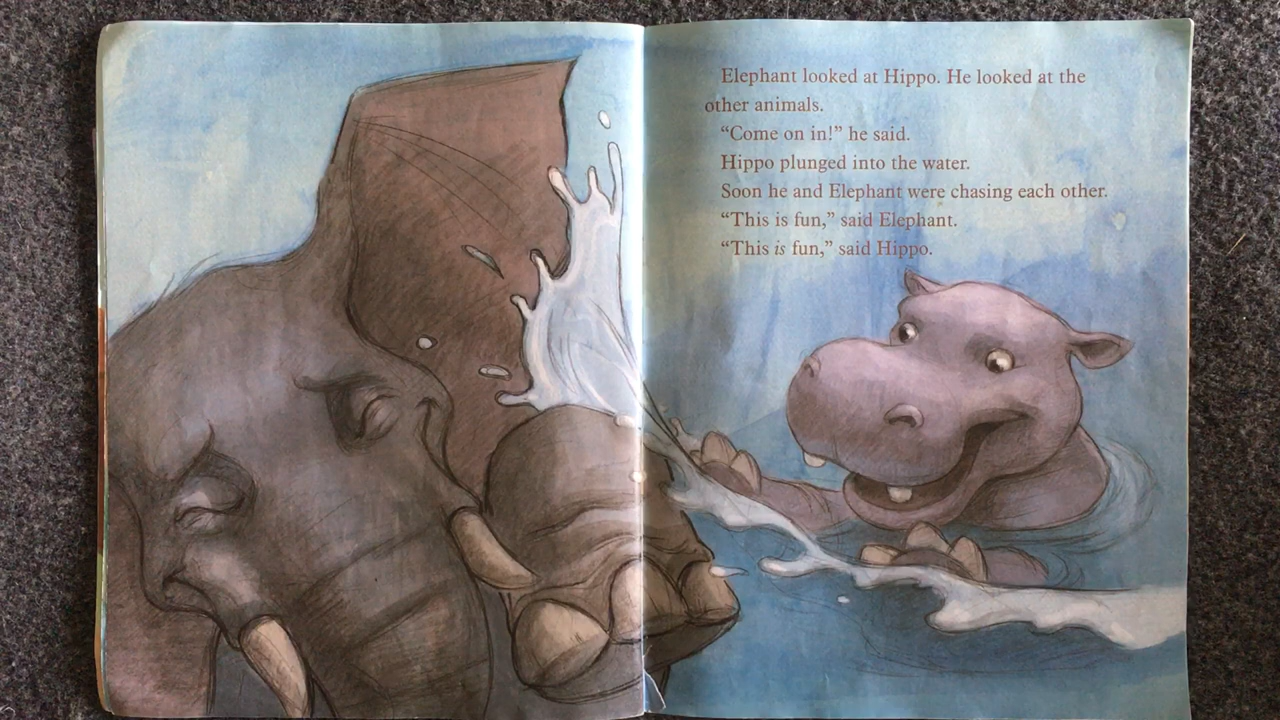 Elephant looked at Hippo. He looked at the
other animals.
“Come on in!” he said.
Hippo plunged into the water.
Soon he and Elephant were chasing each other.
“This is fun,” said Elephant.
“This is fun,” said Hippo.